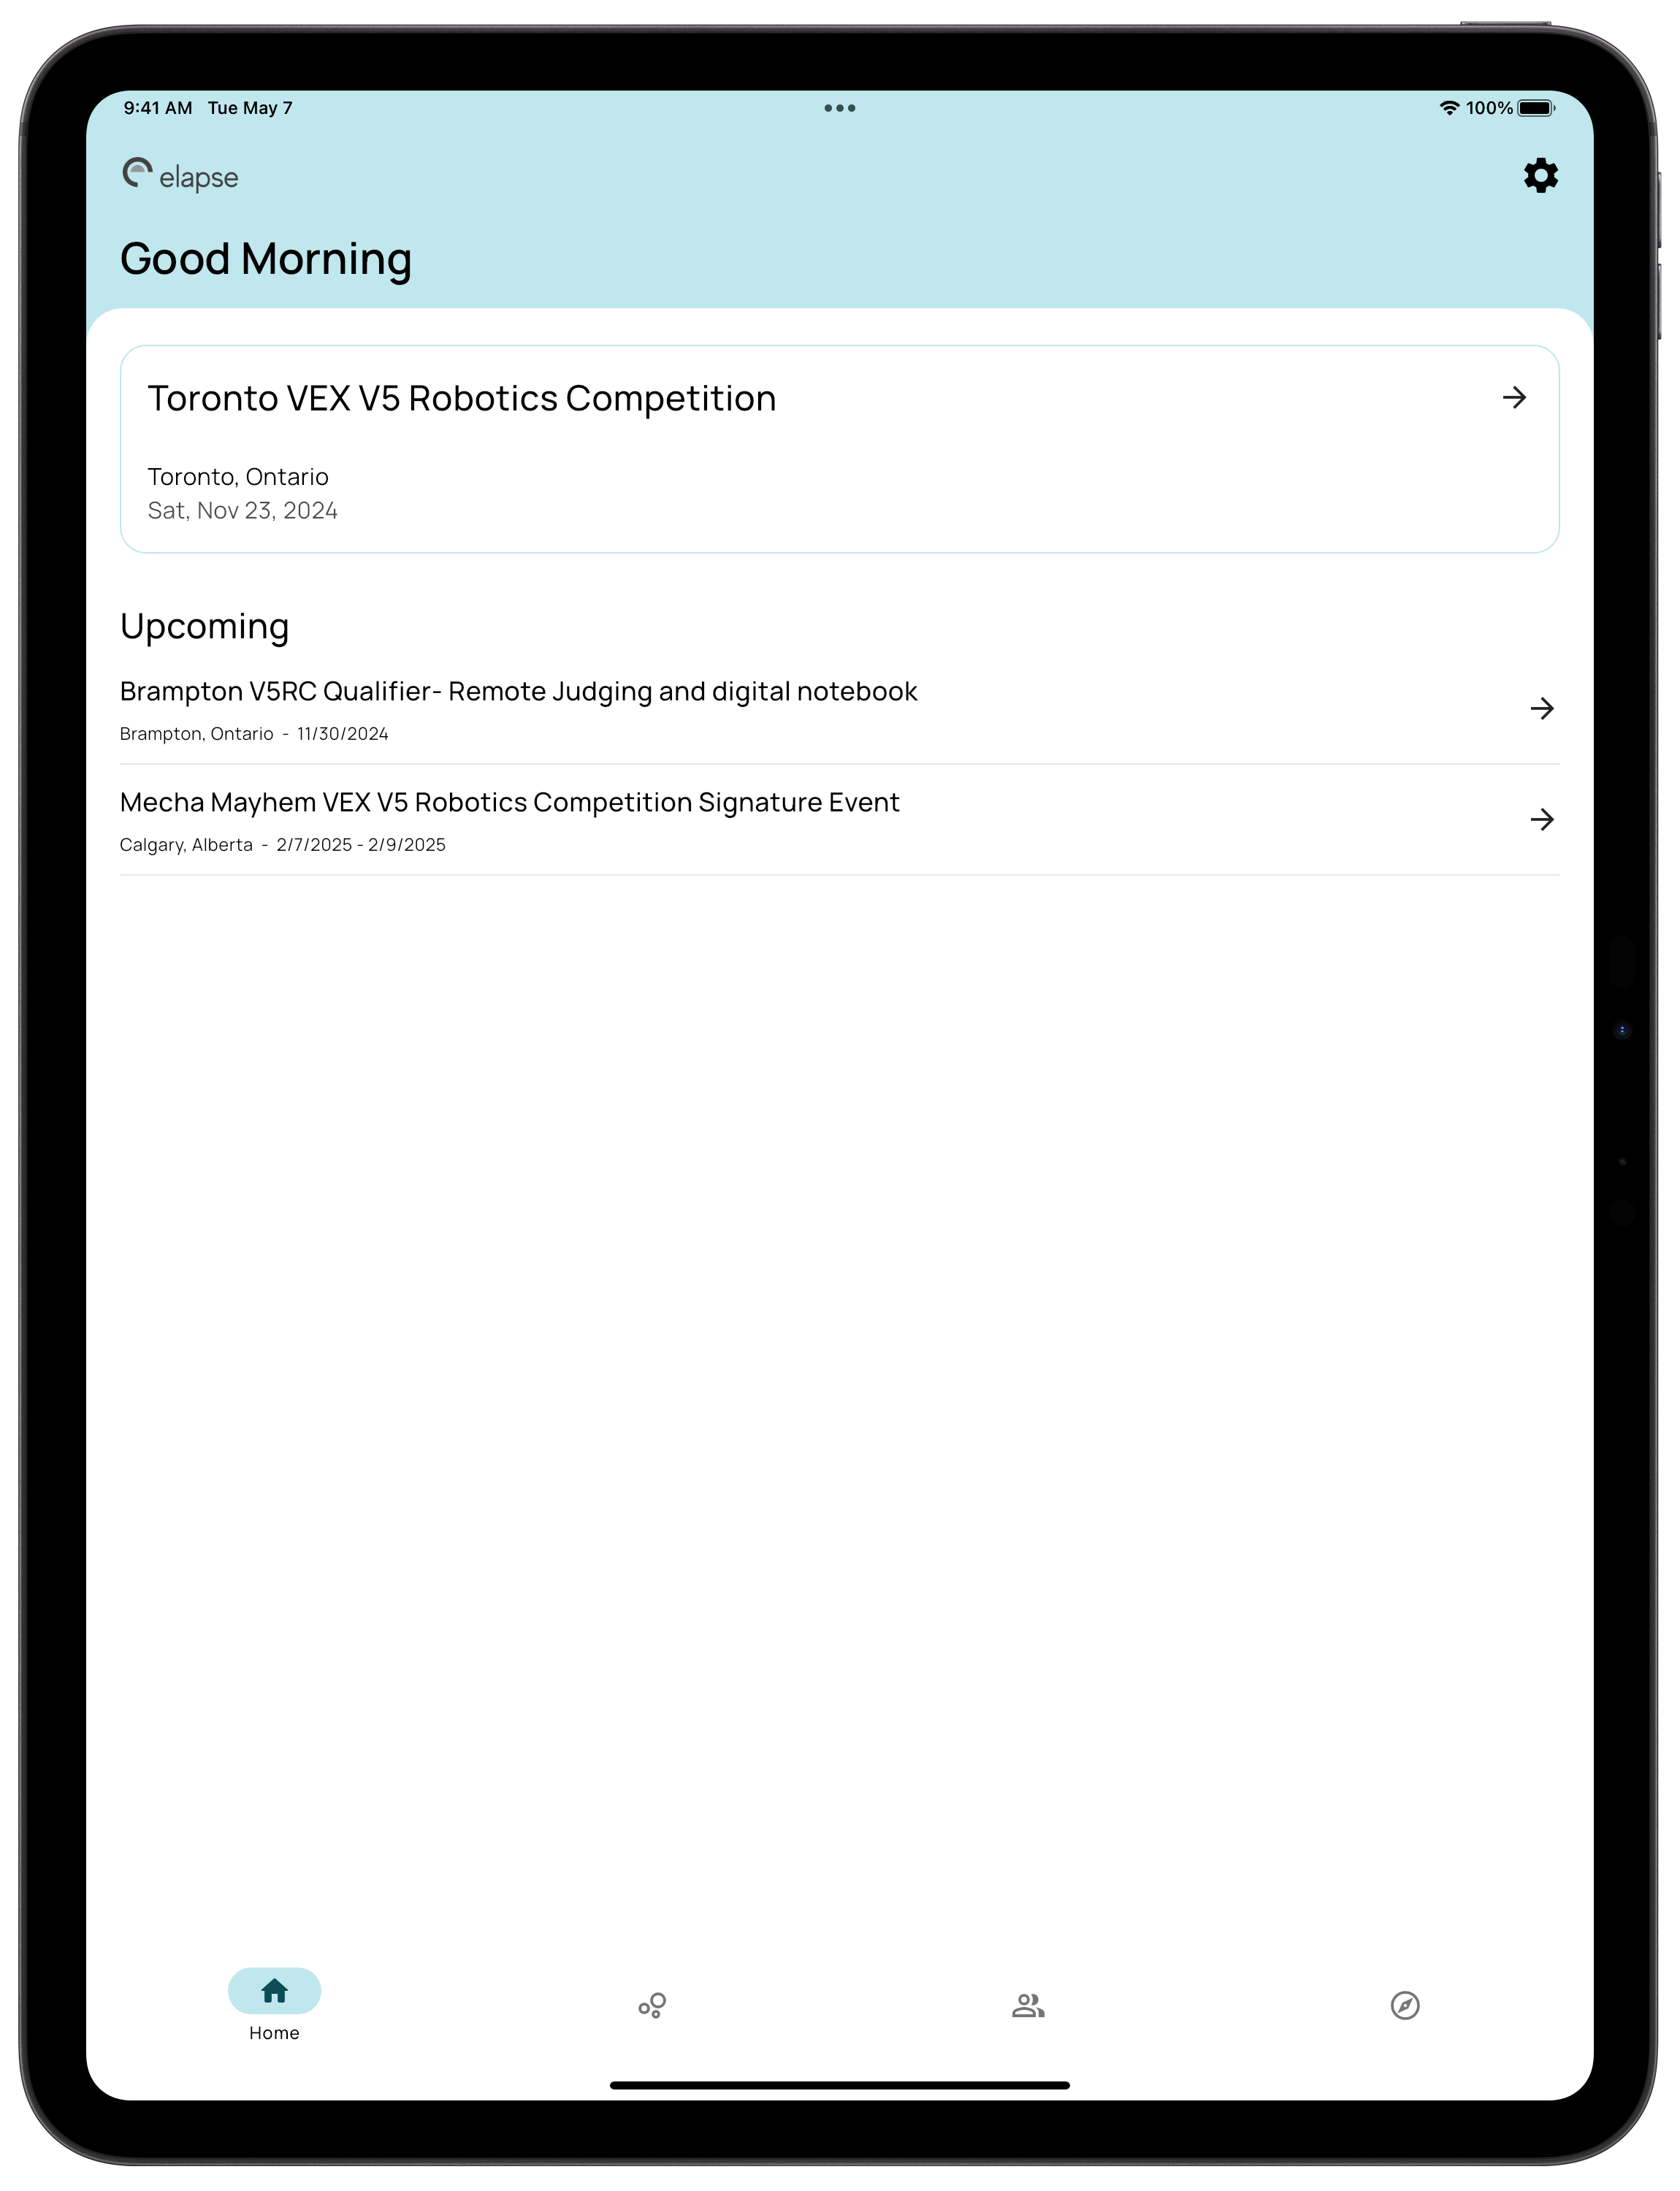 9:41 AM Tue May 7
100%
elapse
Good Morning
Toronto VEX V5 Robotics Competition
Toronto, Ontario
Sat, Nov 23, 2024
Upcoming
Brampton V5RC Qualifier- Remote Judging and digital notebook
Brampton, Ontario - 11/30/2024
Mecha Mayhem VEX V5 Robotics Competition Signature Event
Calgary, Alberta - 2/7/2025 - 2/9/2025
Home